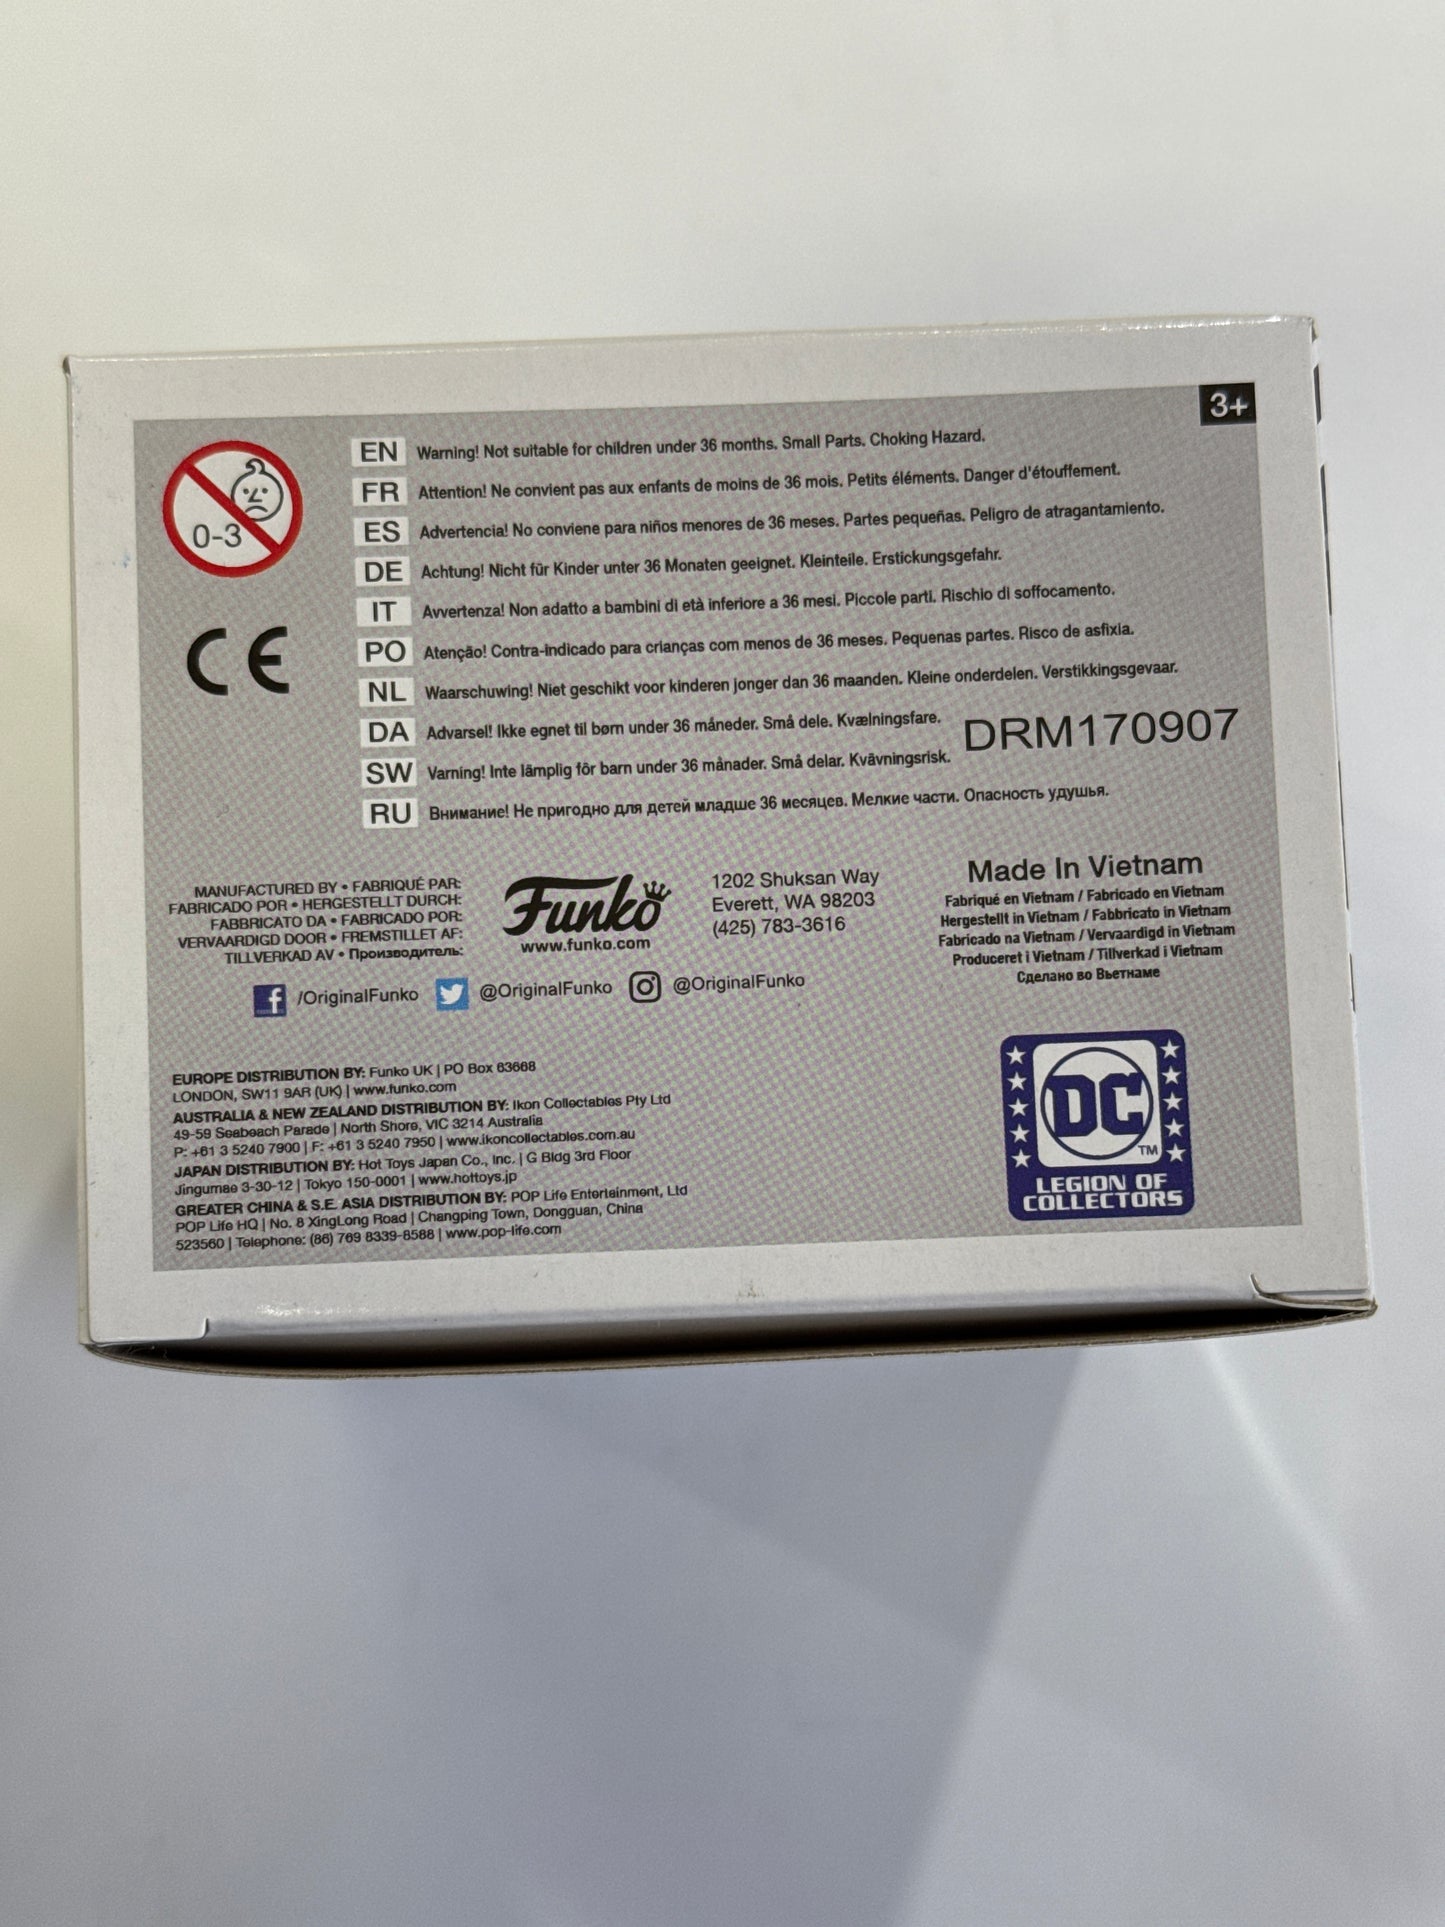 3+
0-3
CE
EN Warning! Not suitable for children under 36 months. Small Parts. Choking Hazard.
FR Attention! Ne convient pas aux enfants de moins de 36 mois. Petits éléments. Danger d'étouffement.
ES Advertencia! No conviene para niños menores de 36 meses. Partes pequeñas. Peligro de atragantamiento.
DE Achtung! Nicht für Kinder unter 36 Monaten geeignet. Kleinteile. Erstickungsgefahr.
IT Avvertenza! Non adatto a bambini di età inferiore a 36 mesi. Piccole parti. Rischio di soffocamento.
PO Atenção! Contra-indicado para crianças com menos de 36 meses. Pequenas partes. Risco de asfixia.
NL Waarschuwing! Niet geschikt voor kinderen jonger dan 36 maanden. Kleine onderdelen. Verstikkingsgevaar.
DA Advarsel! Ikke egnet til børn under 36 måneder. Små dele. Kvælningsfare.
SW Varning! Inte lämplig för barn under 36 månader. Små delar. Kvävningsrisk.
RU Внимание! Не пригодно для детей младше 36 месяцев. Мелкие части. Опасность удушья.
DRM170907
MANUFACTURED BY • FABRIQUÉ PAR:
FABRICADO POR • HERGESTELLT DURCH:
FABBRICATO DA • FABRICADO POR:
VERVAARDIGD DOOR • FREMSTILLET AF:
TILLVERKAD AV • Производитель:
Funko
www.funko.com
1202 Shuksan Way
Everett, WA 98203
(425) 783-3616
Made In Vietnam
Fabriqué en Vietnam / Fabricado en Vietnam
Hergestellt in Vietnam / Fabbricato in Vietnam
Fabricado na Vietnam / Vervaardigd in Vietnam
Produceret i Vietnam / Tillverkad i Vietnam
Сделано во Вьетнаме
f /OriginalFunko @OriginalFunko @OriginalFunko
EUROPE DISTRIBUTION BY: Funko UK | PO Box 63668
LONDON, SW11 9AR (UK) | www.funko.com
AUSTRALIA & NEW ZEALAND DISTRIBUTION BY: Ikon Collectables Pty Ltd
49-59 Seabeach Parade | North Shore, VIC 3214 Australia
P: +61 3 5240 7900 | F: +61 3 5240 7950 | www.ikoncollectables.com.au
JAPAN DISTRIBUTION BY: Hot Toys Japan Co., Inc. | G Bldg 3rd Floor
Jingumae 3-30-12 | Tokyo 150-0001 | www.hottoys.jp
GREATER CHINA & S.E. ASIA DISTRIBUTION BY: POP Life Entertainment, Ltd
POP Life HQ | No. 8 XingLong Road | Changping Town, Dongguan, China
523560 | Telephone: (86) 769 8339-8588 | www.pop-life.com
DC TM
LEGION OF
COLLECTORS